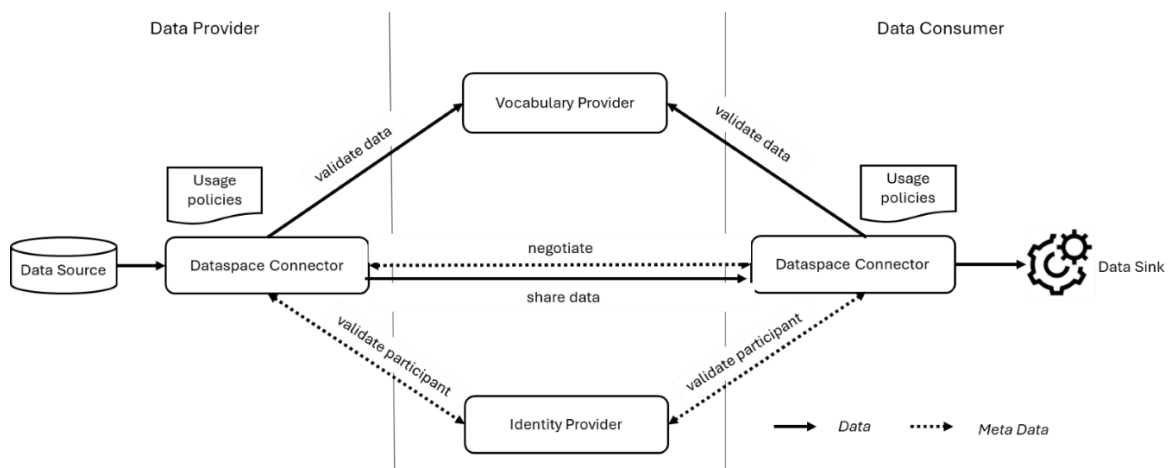 Data Provider
Data Consumer
Vocabulary Provider
validate data
validate data
Usage
policies
Usage
policies
negotiate
Data Source
Dataspace Connector
Dataspace Connector
Data Sink
share data
validate participant
validate participant
Identity Provider
Data
Meta Data